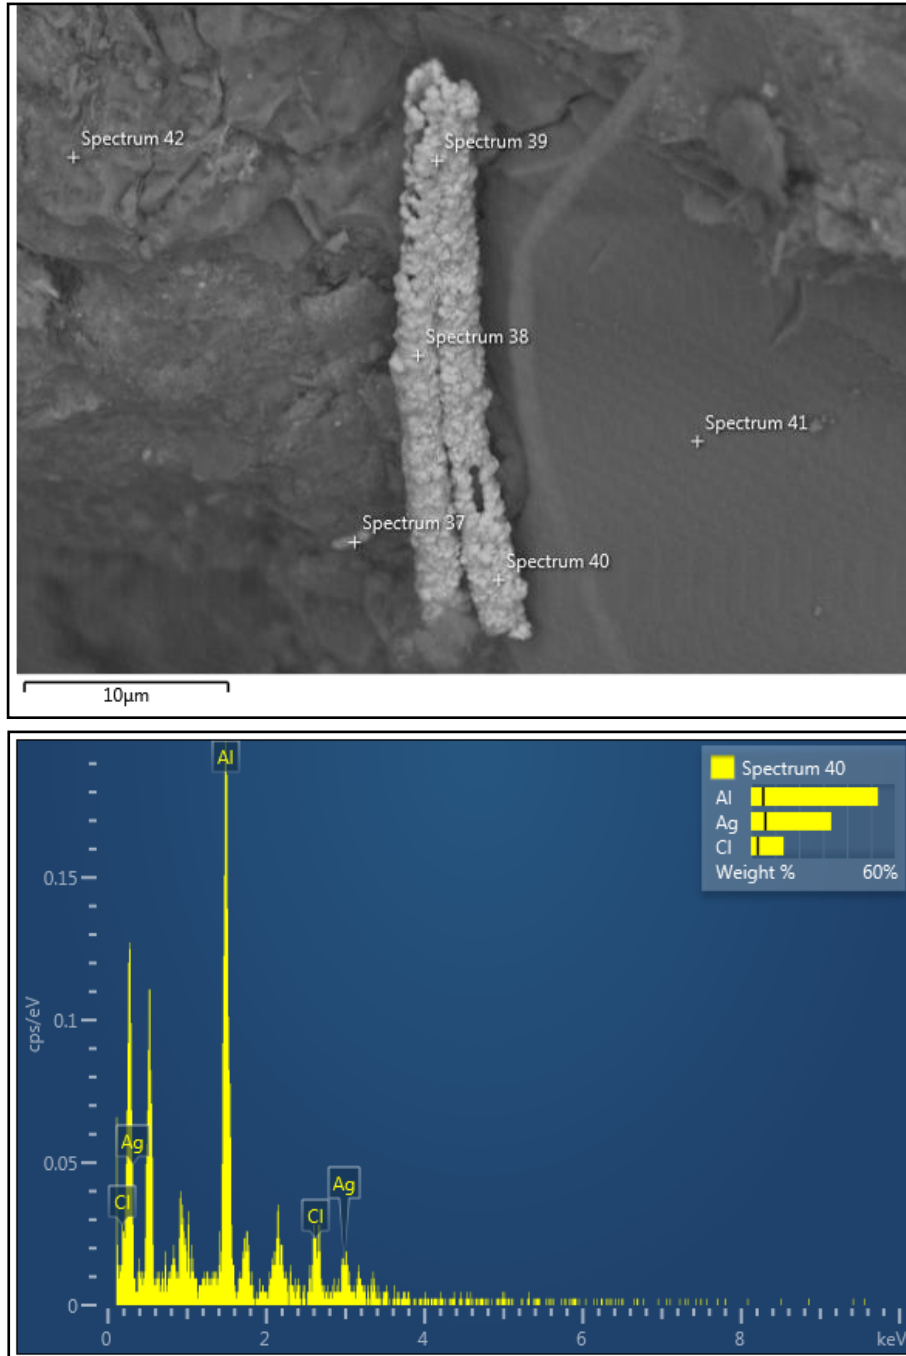 Spectrum 42
Spectrum 39
Spectrum 38
Spectrum 41
Spectrum 37
Spectrum 40
10µm
Al
Spectrum 40
Al
Ag
Cl
Weight % 60%
0.15
cps/eV
0.1
0.05
Ag
Cl
Cl
Ag
0
0 2 4 6 8 keV